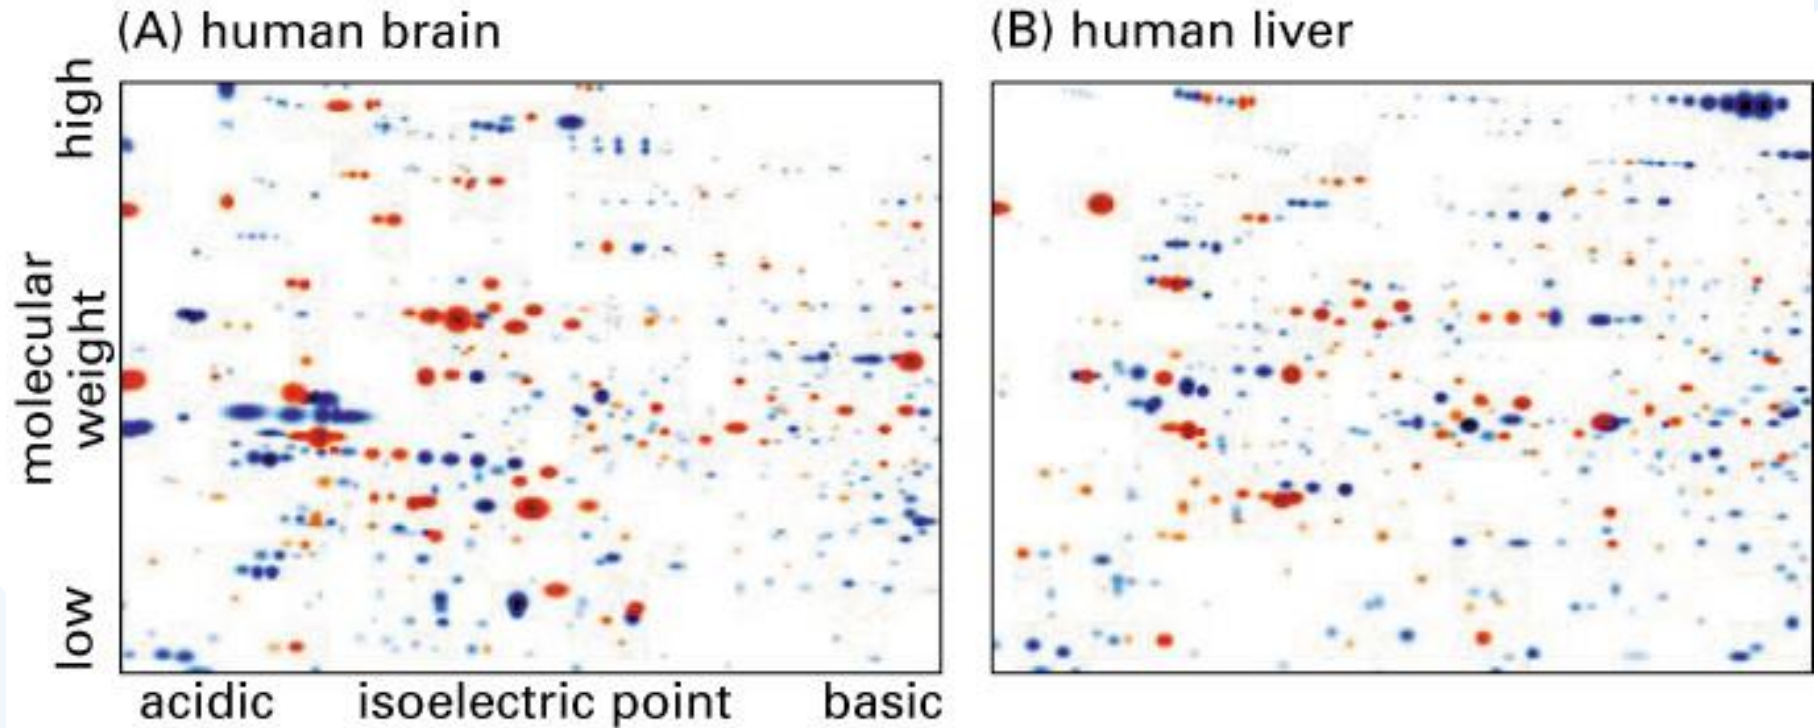 (A) human brain
(B) human liver
high
molecular
weight
low
acidic
isoelectric point
basic